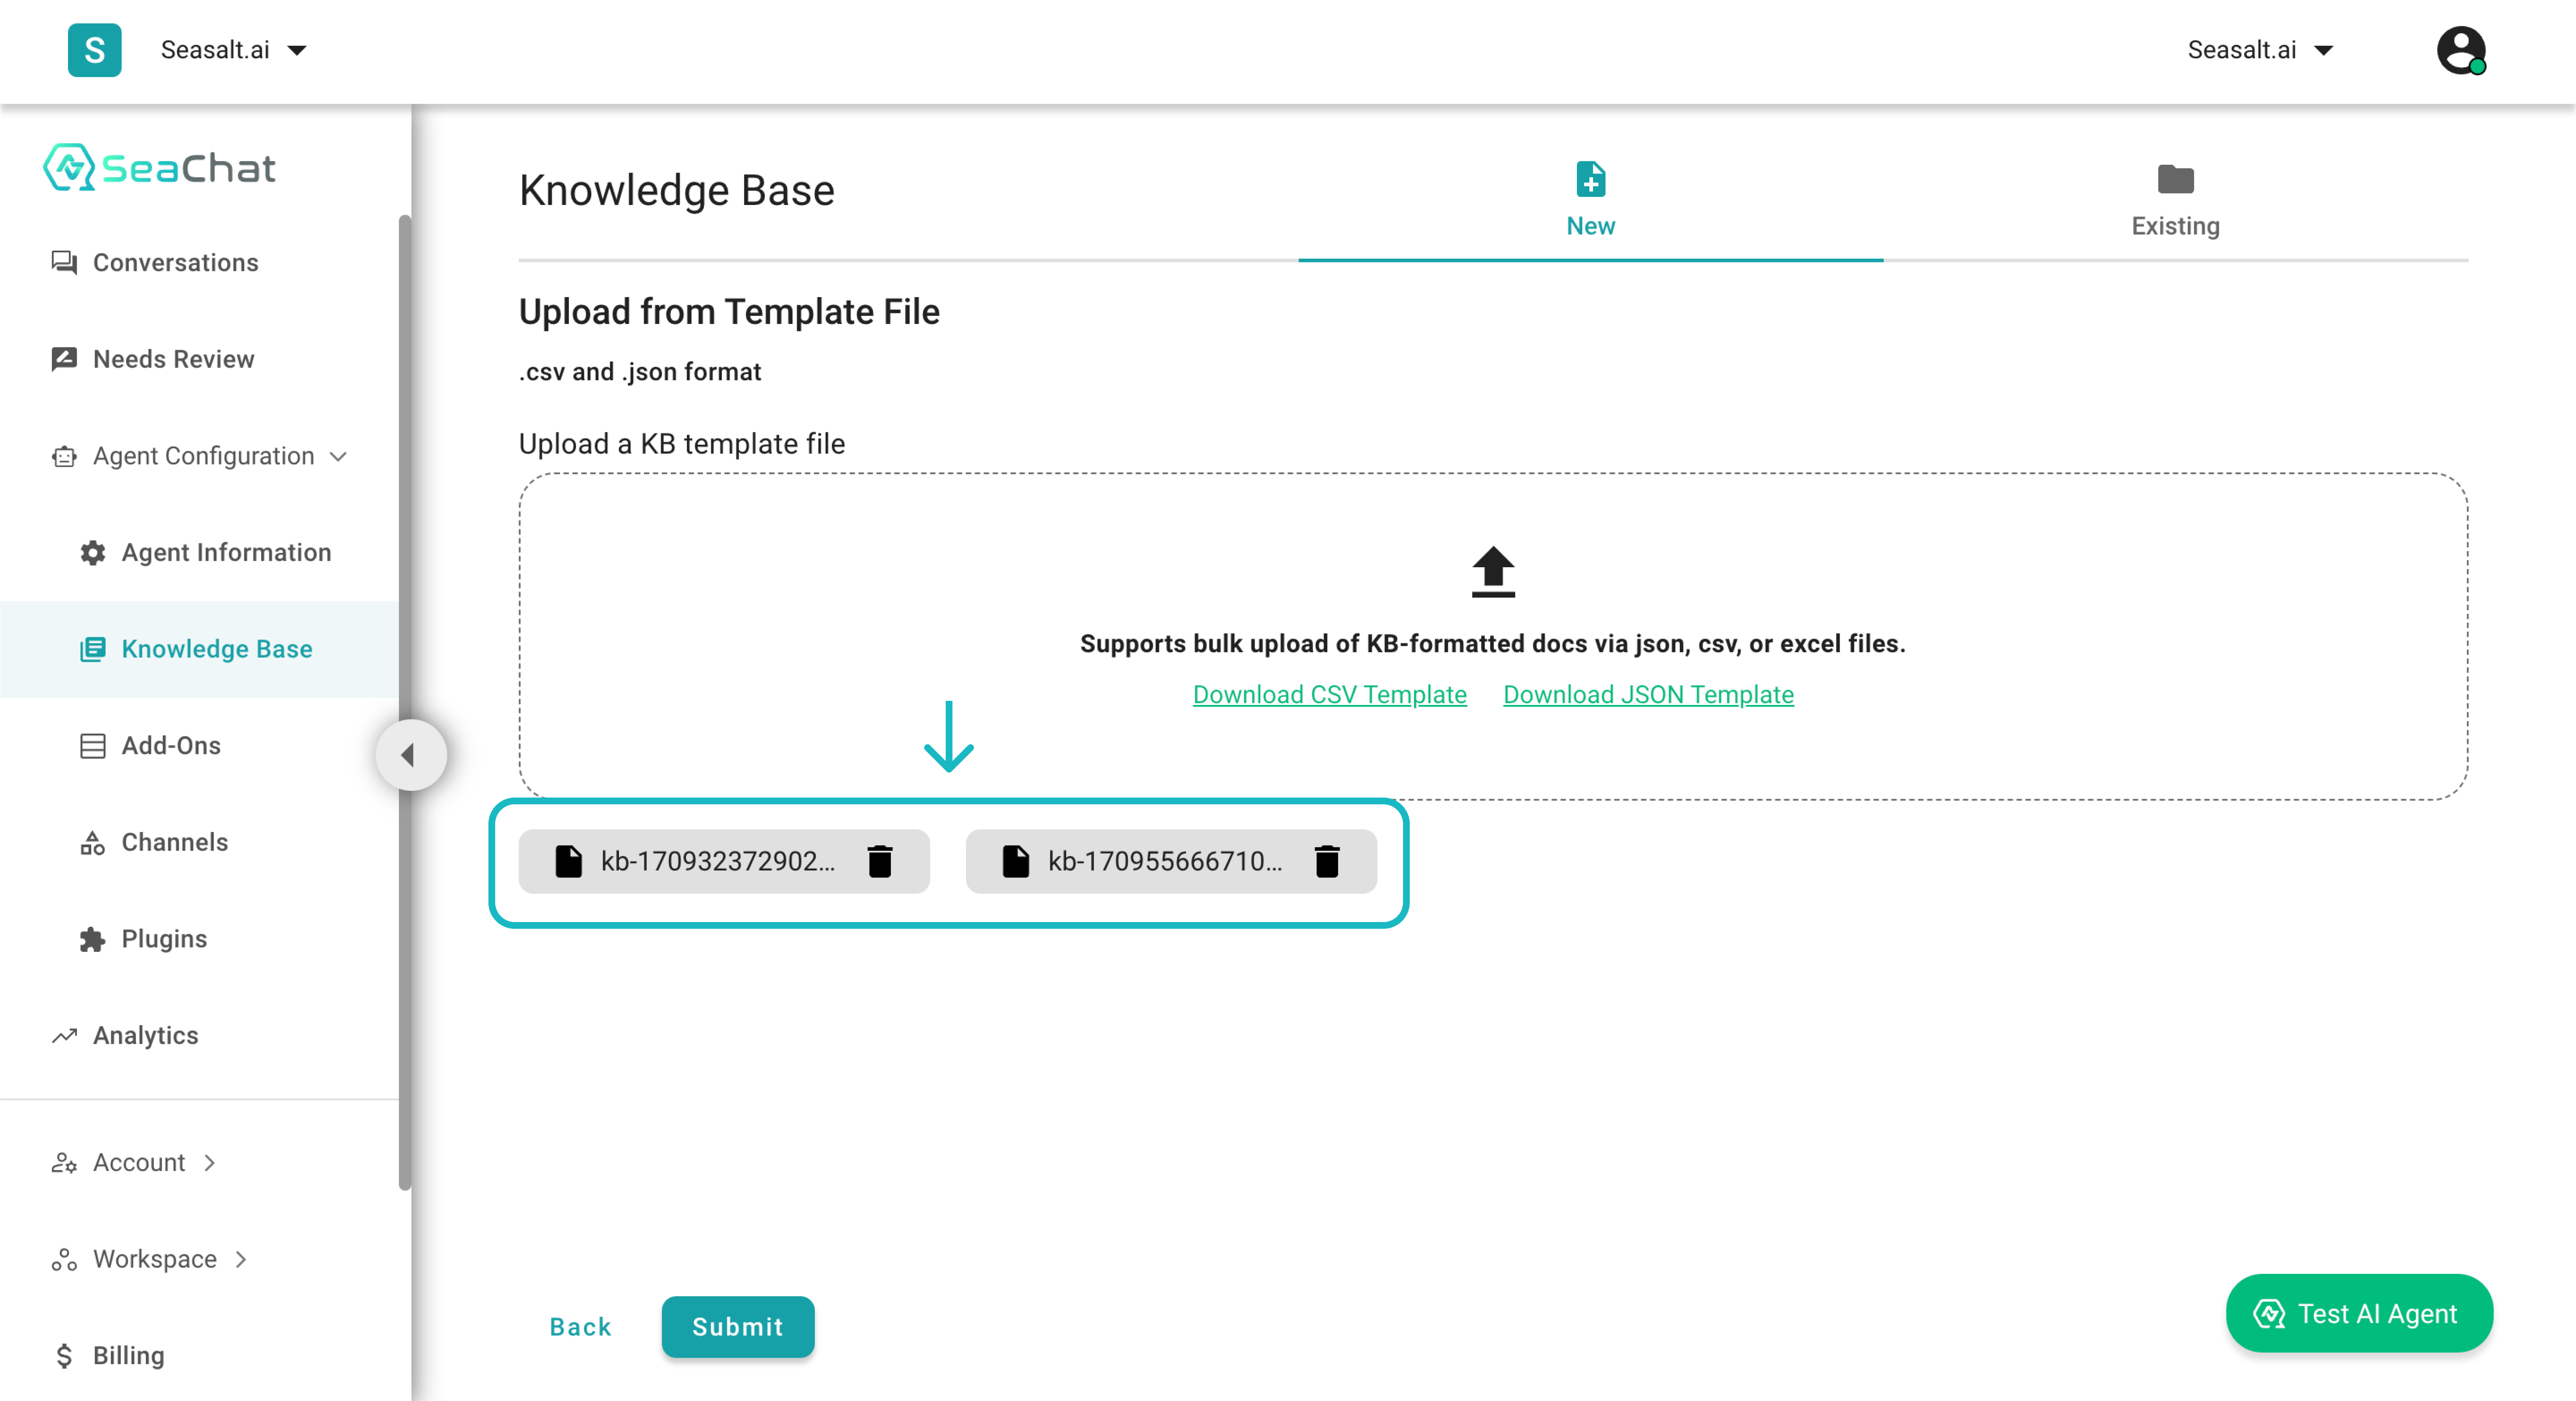 S Seasalt.ai
Seasalt.ai
SeaChat
Conversations
Needs Review
Agent Configuration
Agent Information
Knowledge Base
Add-Ons
Channels
Plugins
Analytics
Account
Workspace
Billing
Knowledge Base
New
Existing
Upload from Template File
.csv and .json format
Upload a KB template file
Supports bulk upload of KB-formatted docs via json, csv, or excel files.
Download CSV Template Download JSON Template
kb-170932372902... kb-170955666710...
Back Submit
Test AI Agent